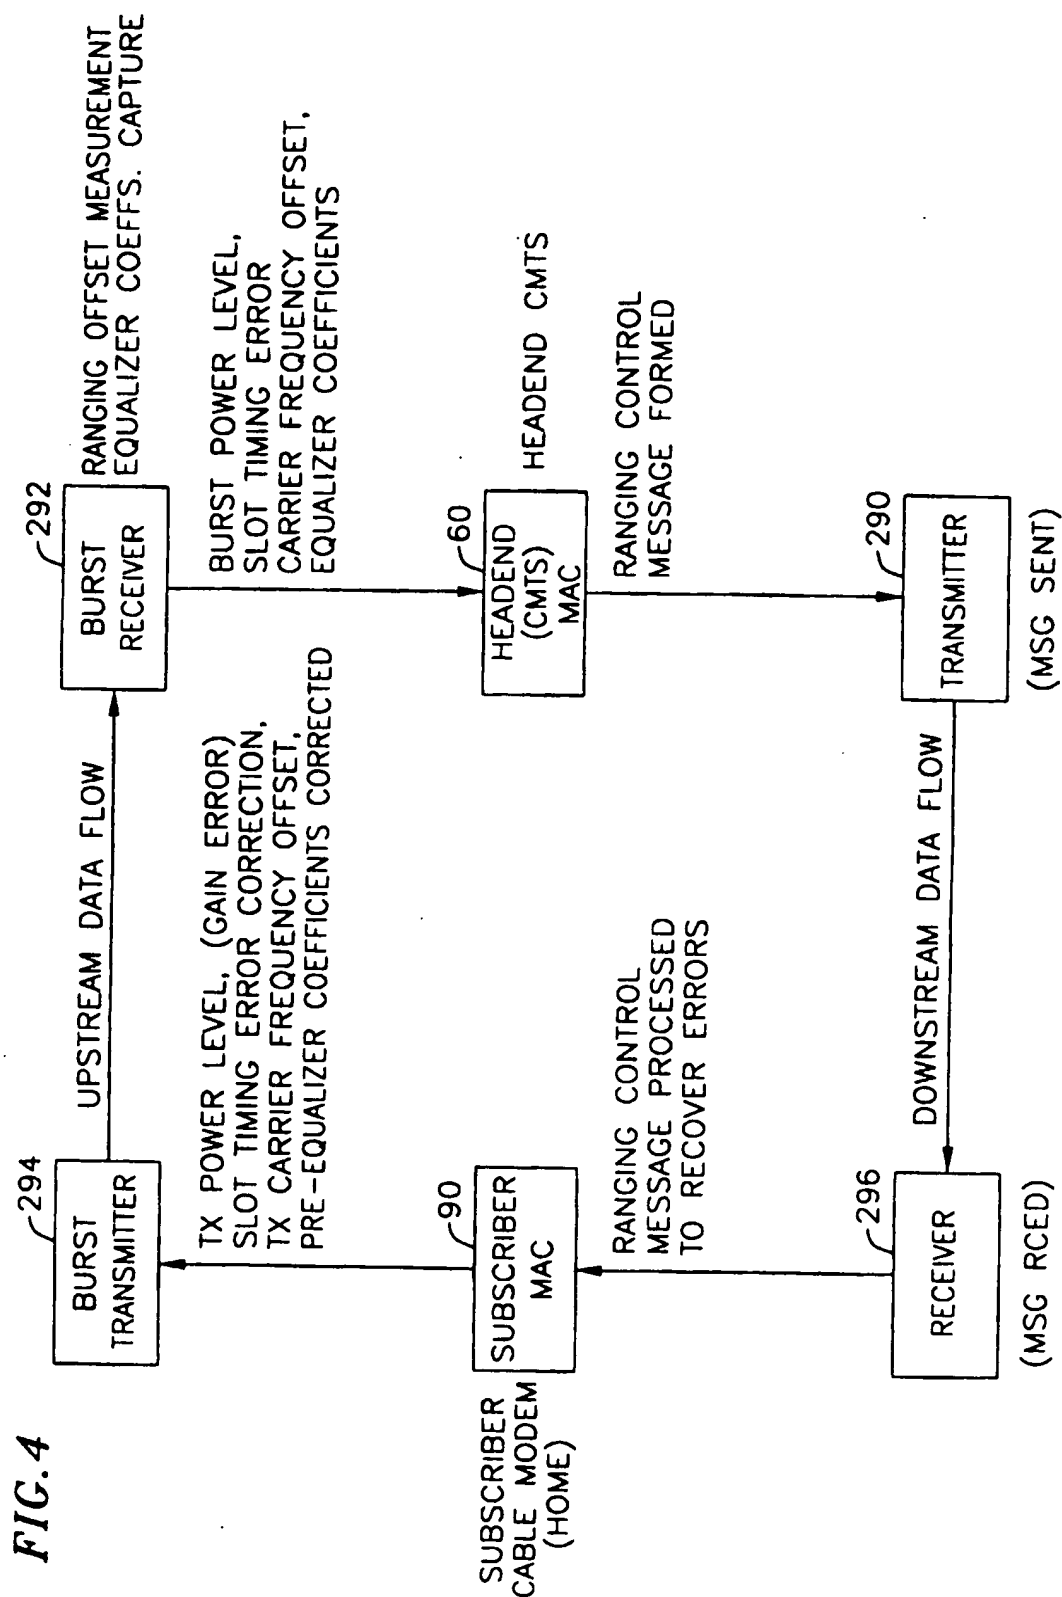 FIG.4
294
BURST
TRANSMITTER
UPSTREAM DATA FLOW
292
BURST
RECEIVER
RANGING OFFSET MEASUREMENT
EQUALIZER COEFFS. CAPTURE
TX POWER LEVEL, (GAIN ERROR)
SLOT TIMING ERROR CORRECTION,
TX CARRIER FREQUENCY OFFSET,
PRE-EQUALIZER COEFFICIENTS CORRECTED
BURST POWER LEVEL,
SLOT TIMING ERROR
CARRIER FREQUENCY OFFSET,
EQUALIZER COEFFICIENTS
SUBSCRIBER
CABLE MODEM
(HOME)
90
SUBSCRIBER
MAC
60
HEADEND
(CMTS)
MAC
HEADEND CMTS
RANGING CONTROL
MESSAGE PROCESSED
TO RECOVER ERRORS
RANGING CONTROL
MESSAGE FORMED
296
RECEIVER
(MSG RCED)
DOWNSTREAM DATA FLOW
290
TRANSMITTER
(MSG SENT)